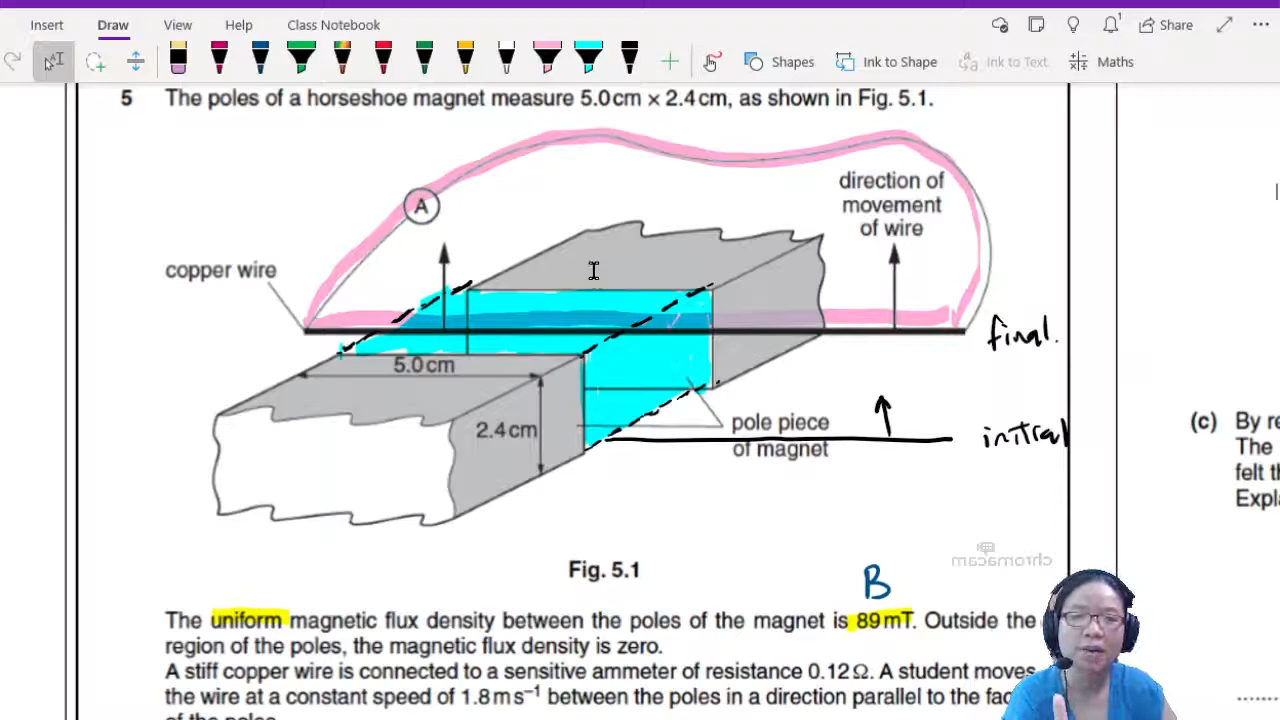 Insert Draw View Help Class Notebook
1
Share
Shapes
Ink to Shape
Ink to Text
Maths
5 The poles of a horseshoe magnet measure 5.0 cm × 2.4 cm, as shown in Fig. 5.1.
direction of
movement
of wire
A
copper wire
final.
5.0 cm
2.4 cm
pole piece
of magnet
initial
(c) By re
The
felt th
Expla
chromacam
Fig. 5.1
B
The uniform magnetic flux density between the poles of the magnet is 89 mT. Outside the
region of the poles, the magnetic flux density is zero.
A stiff copper wire is connected to a sensitive ammeter of resistance 0.12 Ω. A student moves
the wire at a constant speed of 1.8 m s⁻¹ between the poles in a direction parallel to the fac
of the poles.